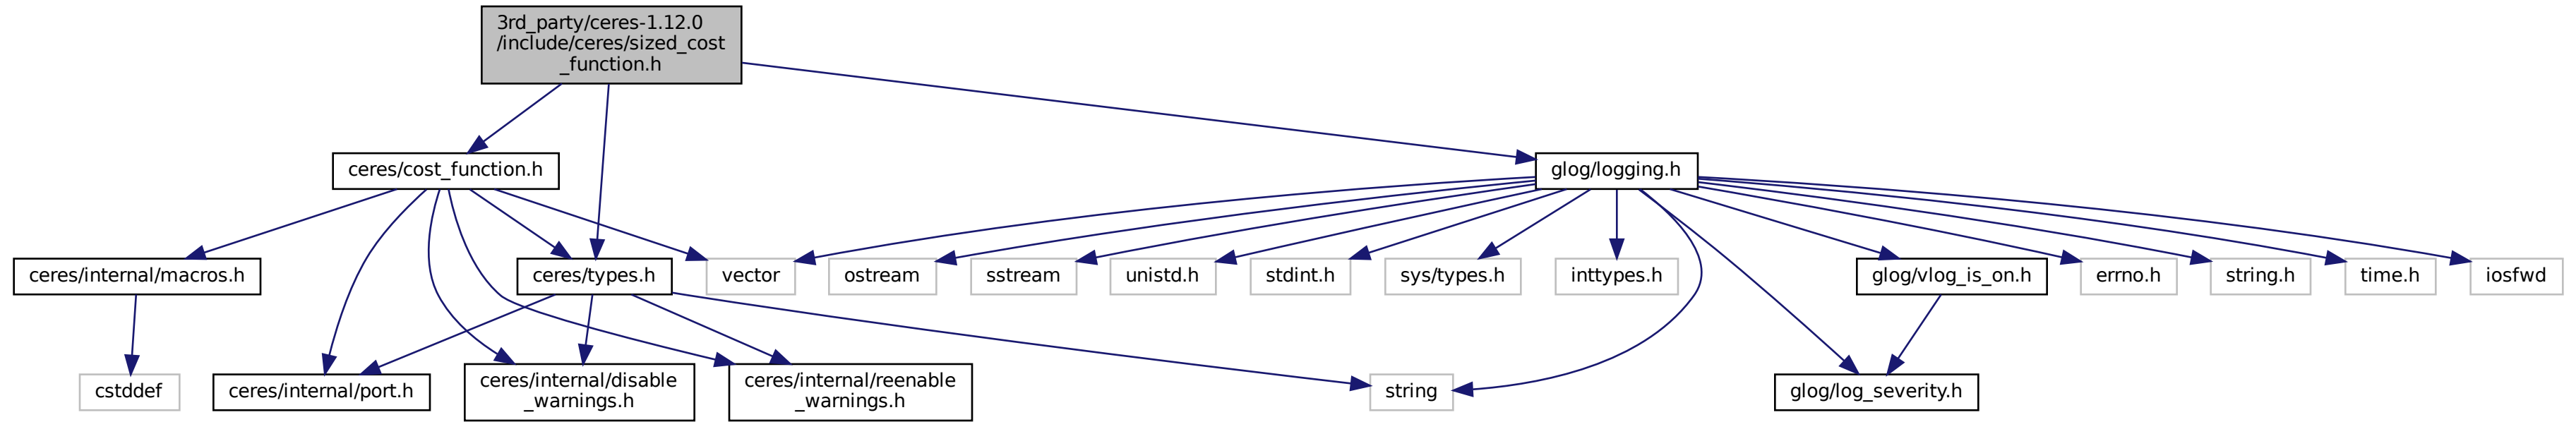 3rd_party/ceres-1.12.0
/include/ceres/sized_cost
_function.h
ceres/cost_function.h
glog/logging.h
ceres/internal/macros.h
ceres/types.h
vector
ostream
sstream
unistd.h
stdint.h
sys/types.h
inttypes.h
glog/vlog_is_on.h
errno.h
string.h
time.h
iosfwd
cstddef
ceres/internal/port.h
ceres/internal/disable
_warnings.h
ceres/internal/reenable
_warnings.h
string
glog/log_severity.h